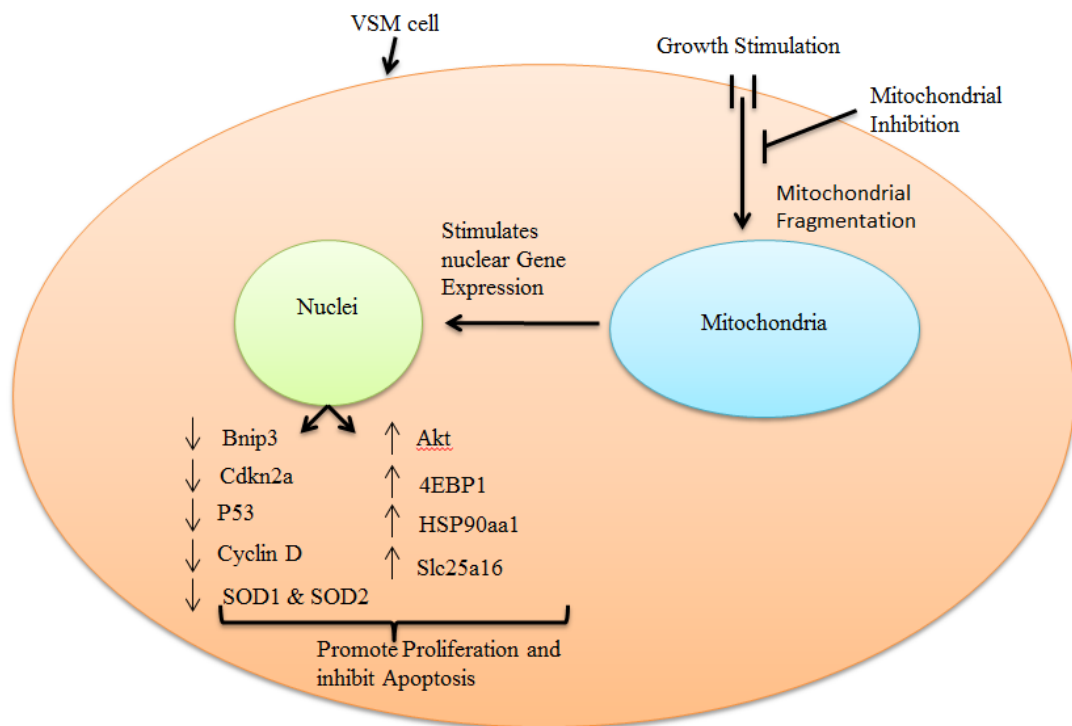 VSM cell
Growth Stimulation
Mitochondrial
Inhibition
Mitochondrial
Fragmentation
Stimulates
nuclear Gene
Expression
Nuclei
Mitochondria
Bnip3
Cdkn2a
P53
Cyclin D
SOD1 & SOD2
Akt
4EBP1
HSP90aa1
Slc25a16
Promote Proliferation and
inhibit Apoptosis